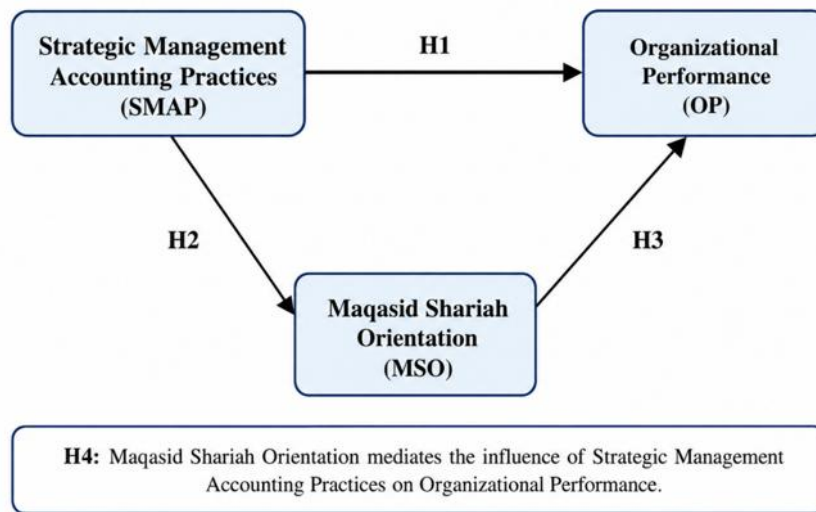 Strategic Management
Accounting Practices
(SMAP)
H1
Organizational
Performance
(OP)
H2
H3
Maqasid Shariah
Orientation
(MSO)
H4: Maqasid Shariah Orientation mediates the influence of Strategic Management
Accounting Practices on Organizational Performance.